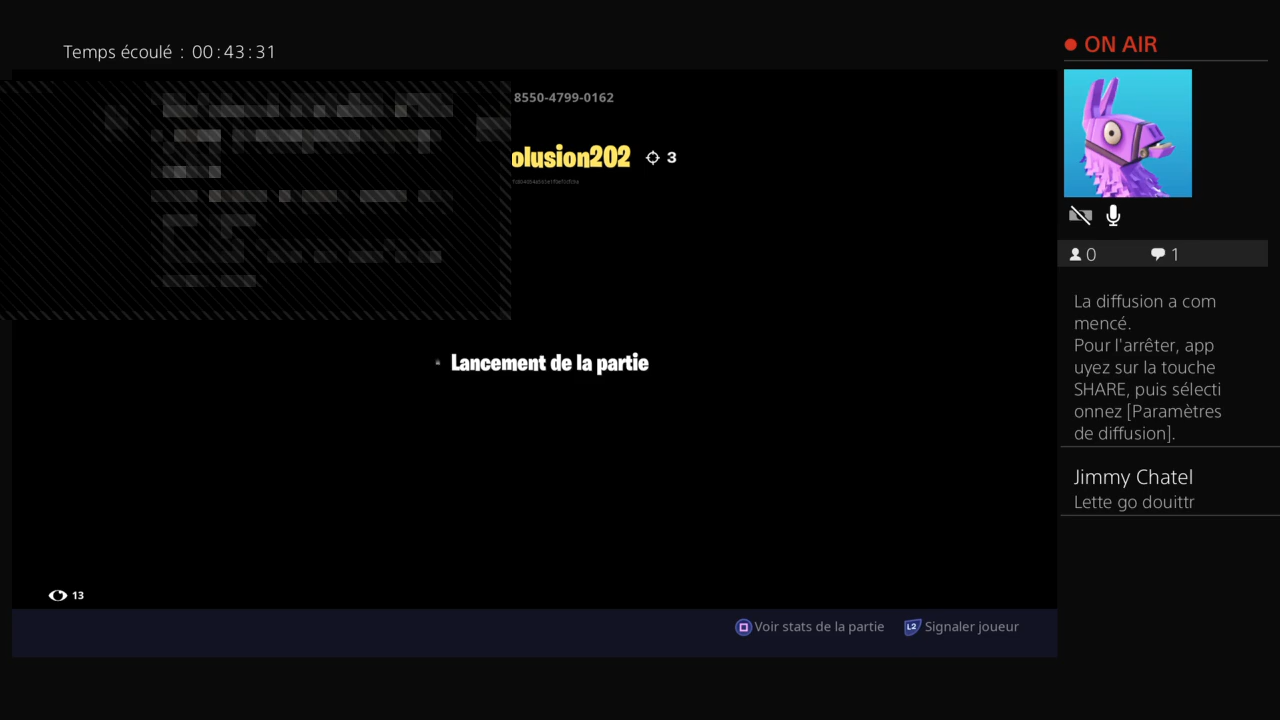 Temps écoulé : 00:43:31
ON AIR
8550-4799-0162
olusion202 3
0 1
La diffusion a com
mencé.
Pour l'arrêter, app
uyez sur la touche
SHARE, puis sélecti
onnez [Paramètres
de diffusion].
Lancement de la partie
Jimmy Chatel
Lette go douittr
13
Voir stats de la partie
L2 Signaler joueur